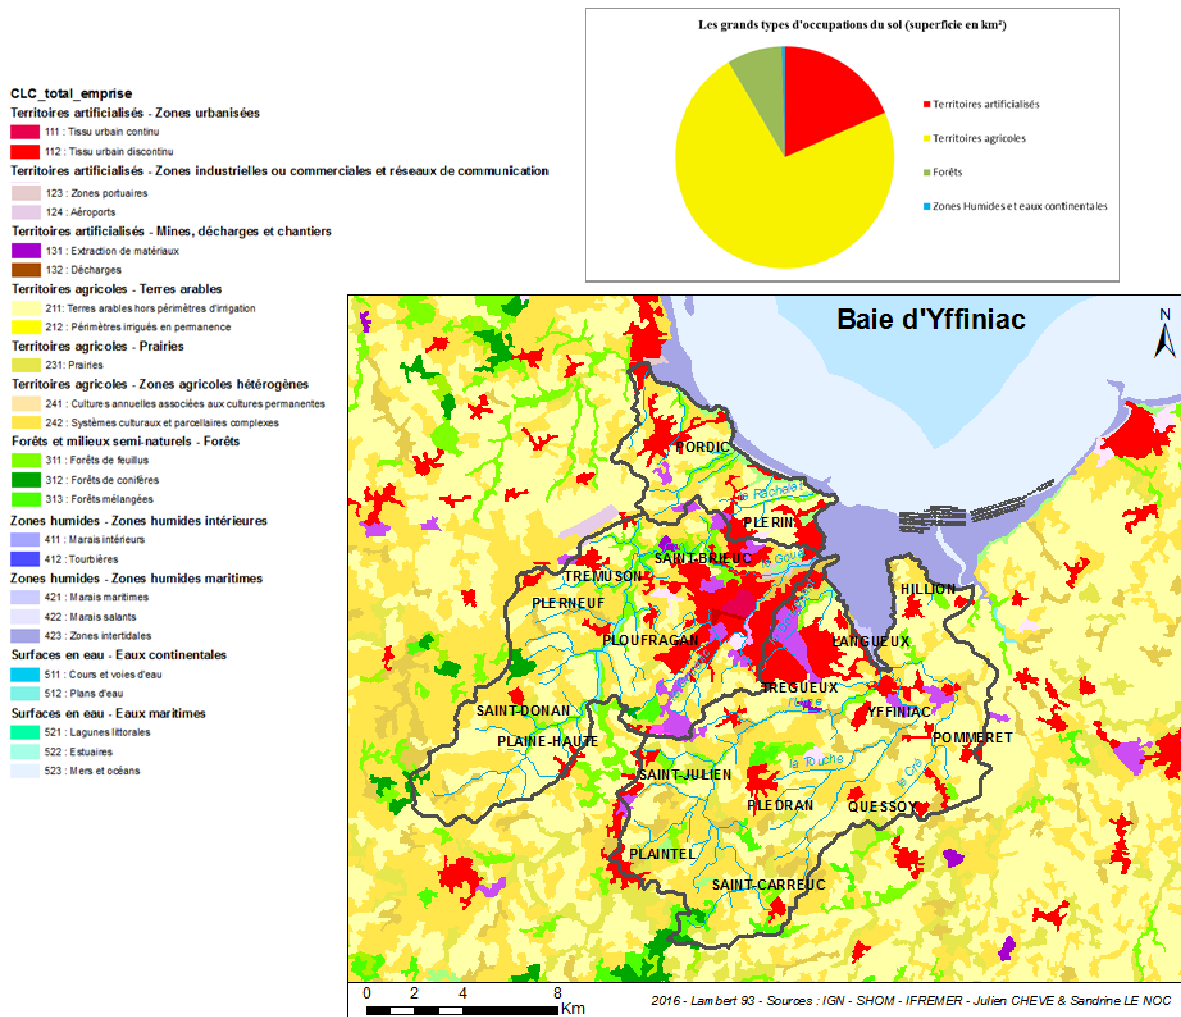 Les grands types d'occupations du sol (superficie en km²)
Territoires artificialisés
Territoires agricoles
Forêts
Zones Humides et eaux continentales
CLC_total_emprise
Territoires artificialisés - Zones urbanisées
111 : Tissu urbain continu
112 : Tissu urbain discontinu
Territoires artificialisés - Zones industrielles ou commerciales et réseaux de communication
123 : Zones portuaires
124 : Aéroports
Territoires artificialisés - Mines, décharges et chantiers
131 : Extraction de matériaux
132 : Décharges
Territoires agricoles - Terres arables
211: Terres arables hors périmètres d'irrigation
212 : Périmètres irrigués en permanence
Territoires agricoles - Prairies
231: Prairies
Territoires agricoles - Zones agricoles hétérogènes
241 : Cultures annuelles associées aux cultures permanentes
242 : Systèmes culturaux et parcellaires complexes
Forêts et milieux semi-naturels - Forêts
311 : Forêts de feuillus
312 : Forêts de conifères
313 : Forêts mélangées
Zones humides - Zones humides intérieures
411 : Marais intérieurs
412 : Tourbières
Zones humides - Zones humides maritimes
421 : Marais maritimes
422 : Marais salants
423 : Zones intertidales
Surfaces en eau - Eaux continentales
511 : Cours et voies d'eau
512 : Plans d'eau
Surfaces en eau - Eaux maritimes
521 : Lagunes littorales
522 : Estuaires
523 : Mers et océans
Baie d'Yffiniac
N
PORDIC
le Rachalet
PLERIN
SAINT-BRIEUC
le Gouët
TREMUSON
HILLION
PLERNEUF
PLOUFRAGAN
LANGUEUX
TREGUEUX
SAINT-DONAN
YFFINIAC
PLAINE-HAUTE
POMMERET
la Touche
SAINT-JULIEN
le Cré
PLEDRAN
QUESSOY
PLAINTEL
SAINT-CARREUC
0 2 4 8
Km
2016 - Lambert 93 - Sources : IGN - SHOM - IFREMER - Julien CHEVE & Sandrine LE NOC